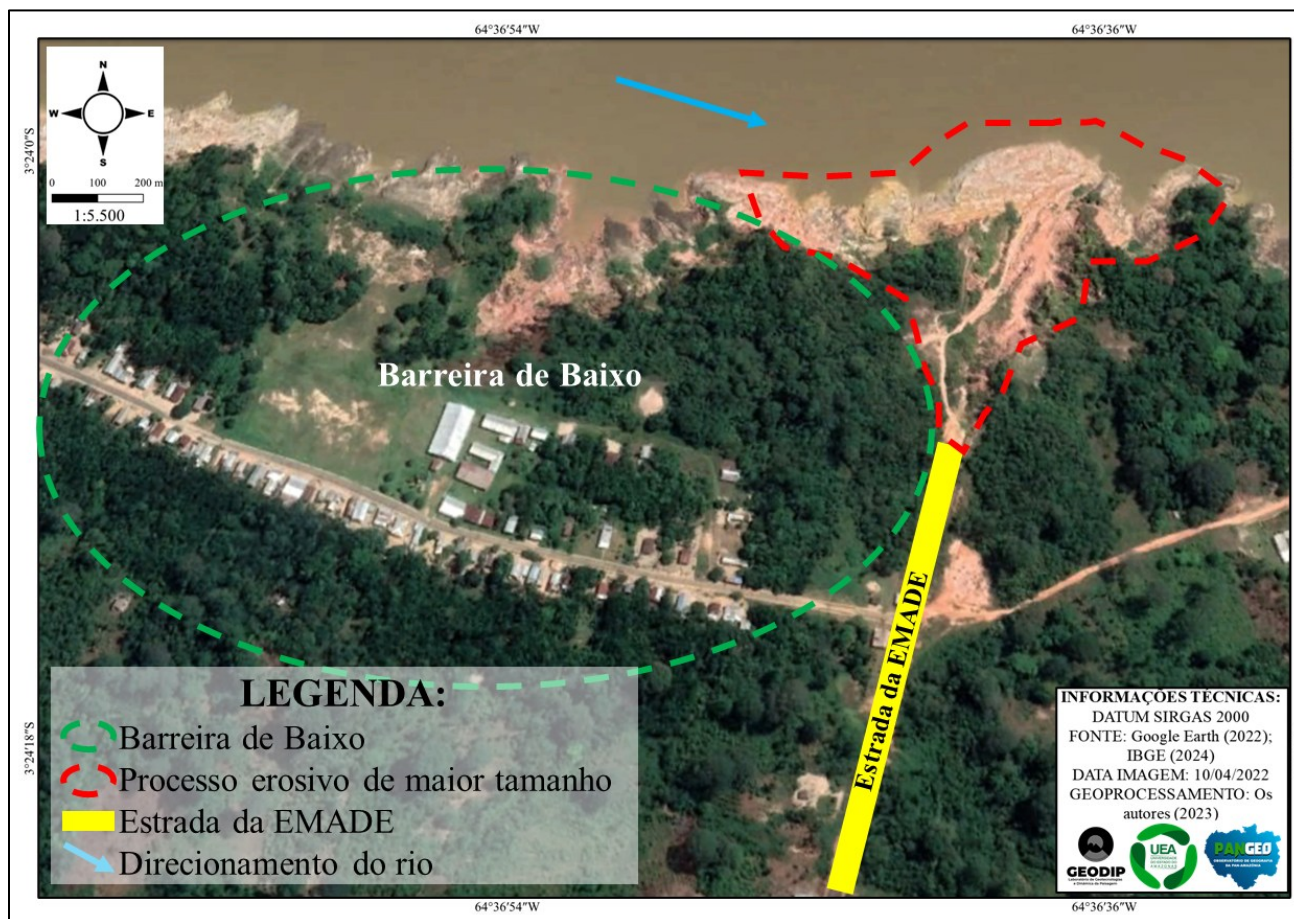 64°36'54"W
64°36'36"W
N
W E
S
0 100 200 m
1:5.500
3°24'0"S
Barreira de Baixo
Estrada da EMADE
3°24'18"S
LEGENDA:
Barreira de Baixo
Processo erosivo de maior tamanho
Estrada da EMADE
Direcionamento do rio
INFORMAÇÕES TÉCNICAS:
DATUM SIRGAS 2000
FONTE: Google Earth (2022);
IBGE (2024)
DATA IMAGEM: 10/04/2022
GEOPROCESSAMENTO: Os
autores (2023)
GEODIP
UEA
PANGEO
64°36'54"W
64°36'36"W